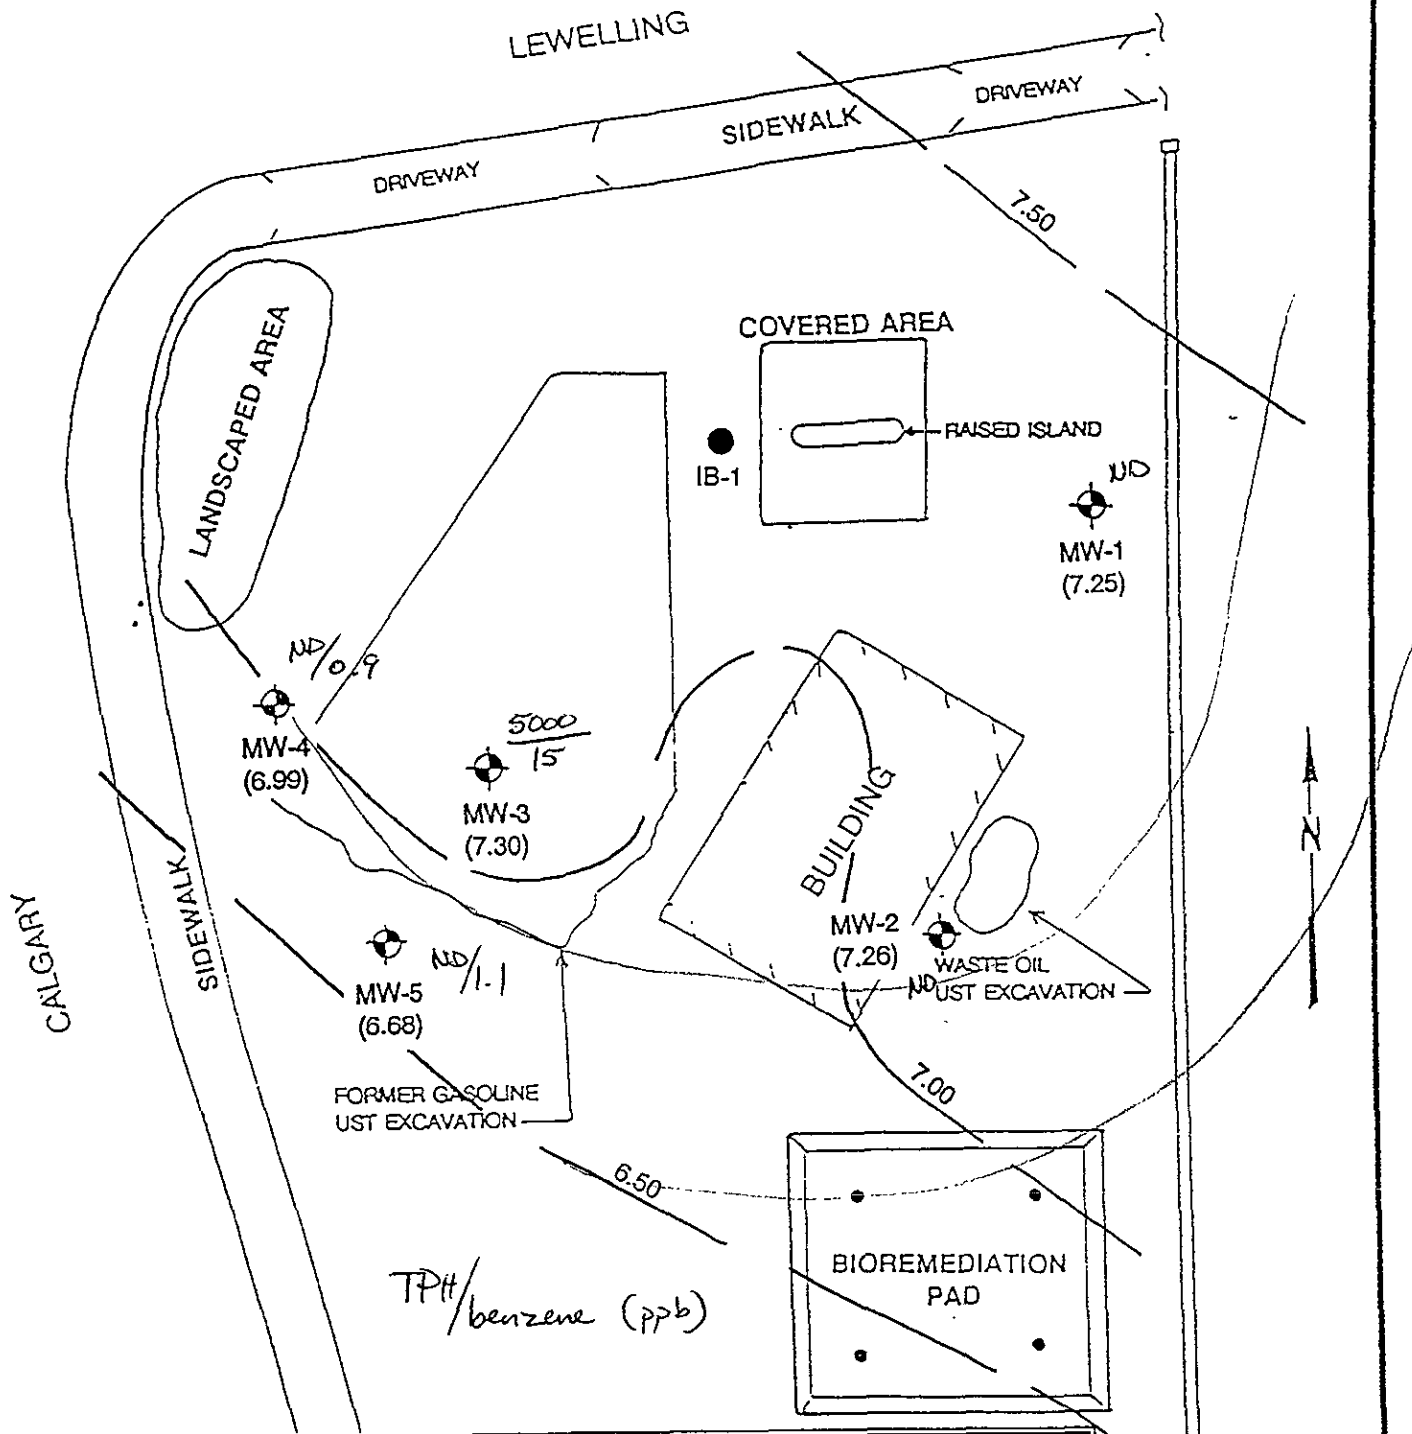 LEWELLING
DRIVEWAY
SIDEWALK
DRIVEWAY
7.50
LANDSCAPED AREA
COVERED AREA
RAISED ISLAND
IB-1
ND
MW-1
(7.25)
ND/0.9
MW-4
(6.99)
5000
15
MW-3
(7.30)
BUILDING
N
CALGARY
SIDEWALK
MW-2
(7.26)
ND
WASTE OIL
UST EXCAVATION
ND/1.1
MW-5
(6.68)
7.00
FORMER GASOLINE
UST EXCAVATION
6.50
BIOREMEDIATION
PAD
TPH/benzene (ppb)